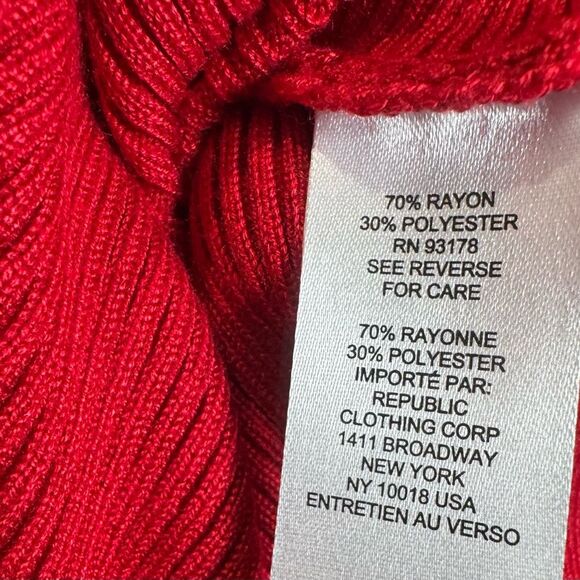 70% RAYON
30% POLYESTER
RN 93178
SEE REVERSE
FOR CARE
70% RAYONNE
30% POLYESTER
IMPORTÉ PAR:
REPUBLIC
CLOTHING CORP
1411 BROADWAY
NEW YORK
NY 10018 USA
ENTRETIEN AU VERSO